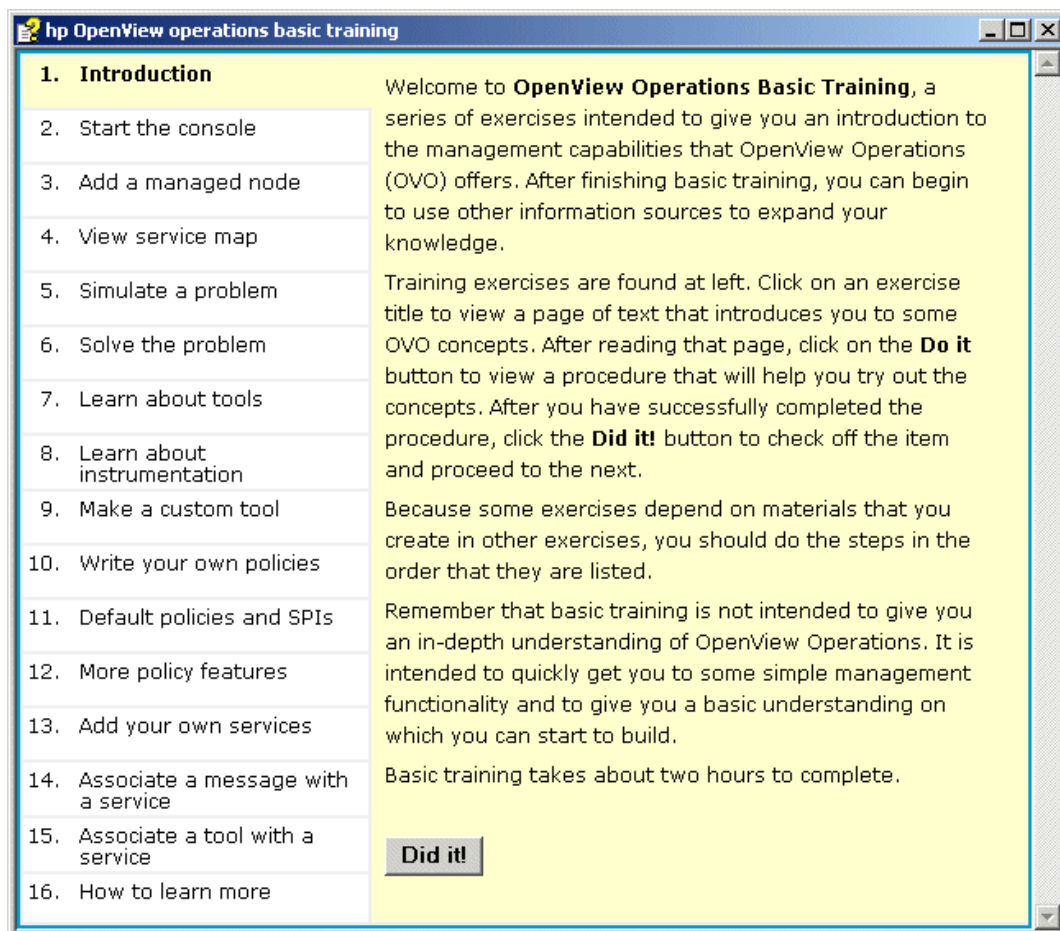 hp OpenView operations basic training
1. Introduction
2. Start the console
3. Add a managed node
4. View service map
5. Simulate a problem
6. Solve the problem
7. Learn about tools
8. Learn about
instrumentation
9. Make a custom tool
10. Write your own policies
11. Default policies and SPIs
12. More policy features
13. Add your own services
14. Associate a message with
a service
15. Associate a tool with a
service
16. How to learn more
Welcome to OpenView Operations Basic Training, a
series of exercises intended to give you an introduction to
the management capabilities that OpenView Operations
(OVO) offers. After finishing basic training, you can begin
to use other information sources to expand your
knowledge.
Training exercises are found at left. Click on an exercise
title to view a page of text that introduces you to some
OVO concepts. After reading that page, click on the Do it
button to view a procedure that will help you try out the
concepts. After you have successfully completed the
procedure, click the Did it! button to check off the item
and proceed to the next.
Because some exercises depend on materials that you
create in other exercises, you should do the steps in the
order that they are listed.
Remember that basic training is not intended to give you
an in-depth understanding of OpenView Operations. It is
intended to quickly get you to some simple management
functionality and to give you a basic understanding on
which you can start to build.
Basic training takes about two hours to complete.
Did it!